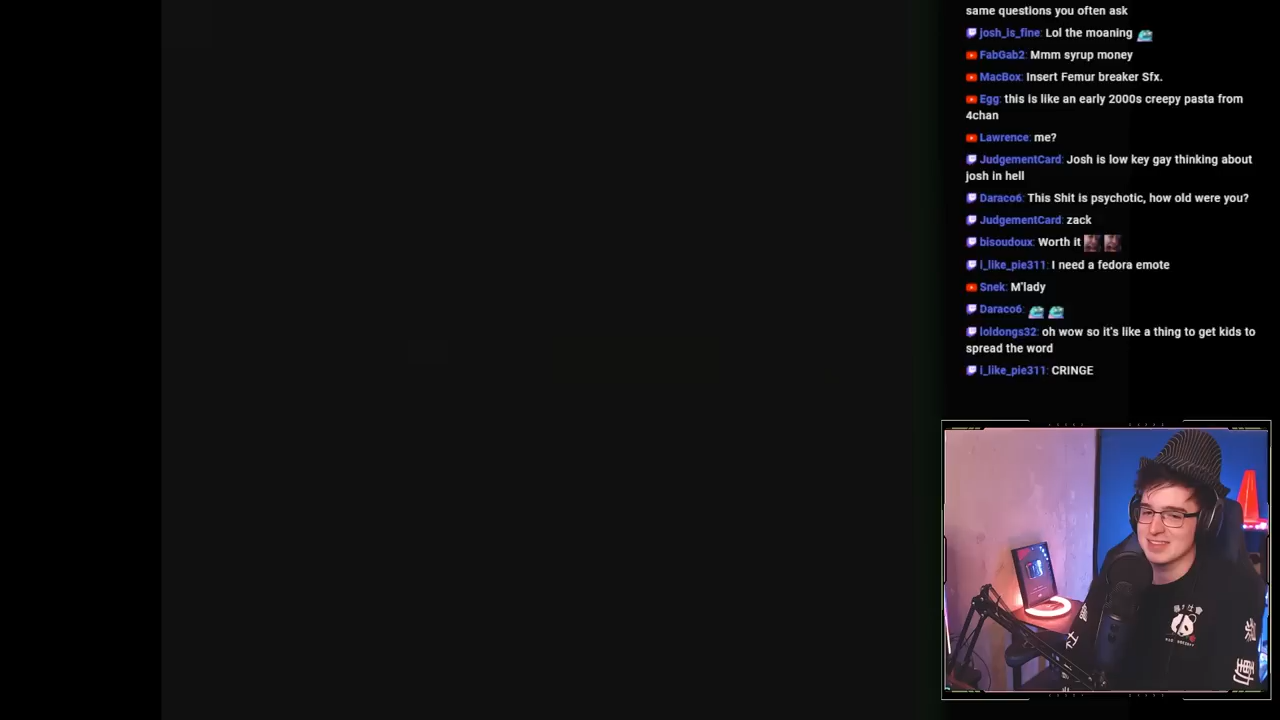 same questions you often ask
josh_is_fine: Lol the moaning
FabGab2: Mmm syrup money
MacBox: Insert Femur breaker Sfx.
Egg: this is like an early 2000s creepy pasta from
4chan
Lawrence: me?
JudgementCard: Josh is low key gay thinking about
josh in hell
Daraco6: This Shit is psychotic, how old were you?
JudgementCard: zack
bisoudoux: Worth it
i_like_pie311: I need a fedora emote
Snek: M'lady
Daraco6:
loldongs32: oh wow so it's like a thing to get kids to
spread the word
i_like_pie311: CRINGE
動